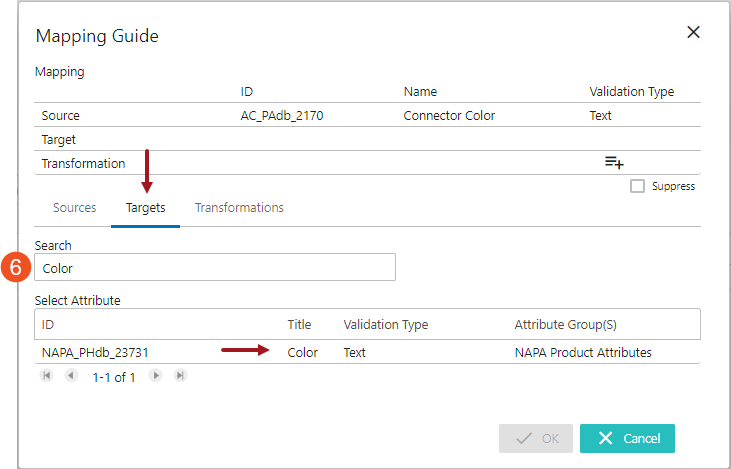 Mapping Guide
Mapping
ID Name Validation Type
Source AC_PAdb_2170 Connector Color Text
Target
Transformation
Suppress
Sources Targets Transformations
Search
6 Color
Select Attribute
ID Title Validation Type Attribute Group(S)
NAPA_PHdb_23731 Color Text NAPA Product Attributes
1-1 of 1
OK Cancel